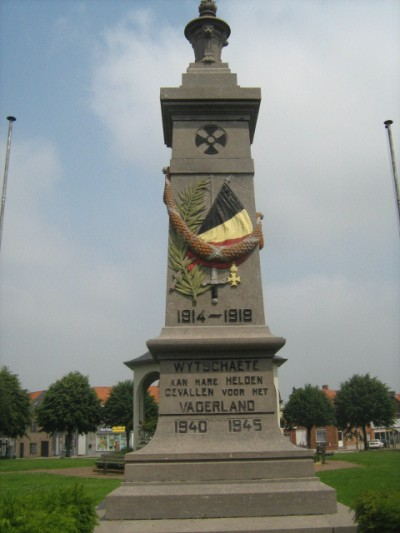 1914-1918
WYTSCHAETE
AAN HARE HELDEN
GEVALLEN VOOR HET
VADERLAND
1940 1945